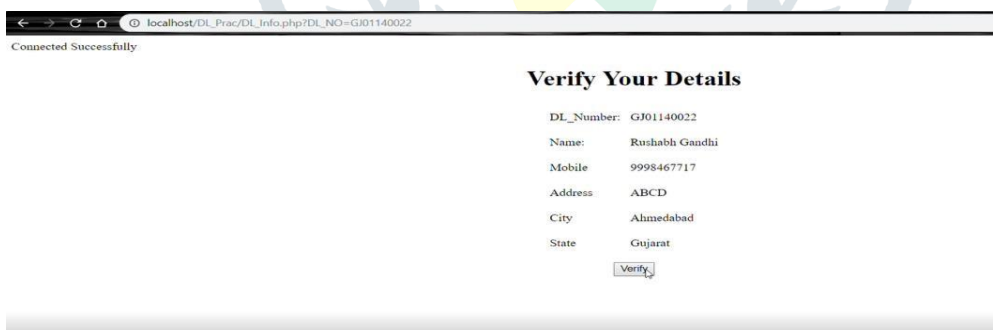 localhost/DL_Prac/DL_Info.php?DL_NO=GJ01140022
Connected Successfully
Verify Your Details
DL_Number: GJ01140022
Name: Rushabh Gandhi
Mobile 9998467717
Address ABCD
City Ahmedabad
State Gujarat
Verify